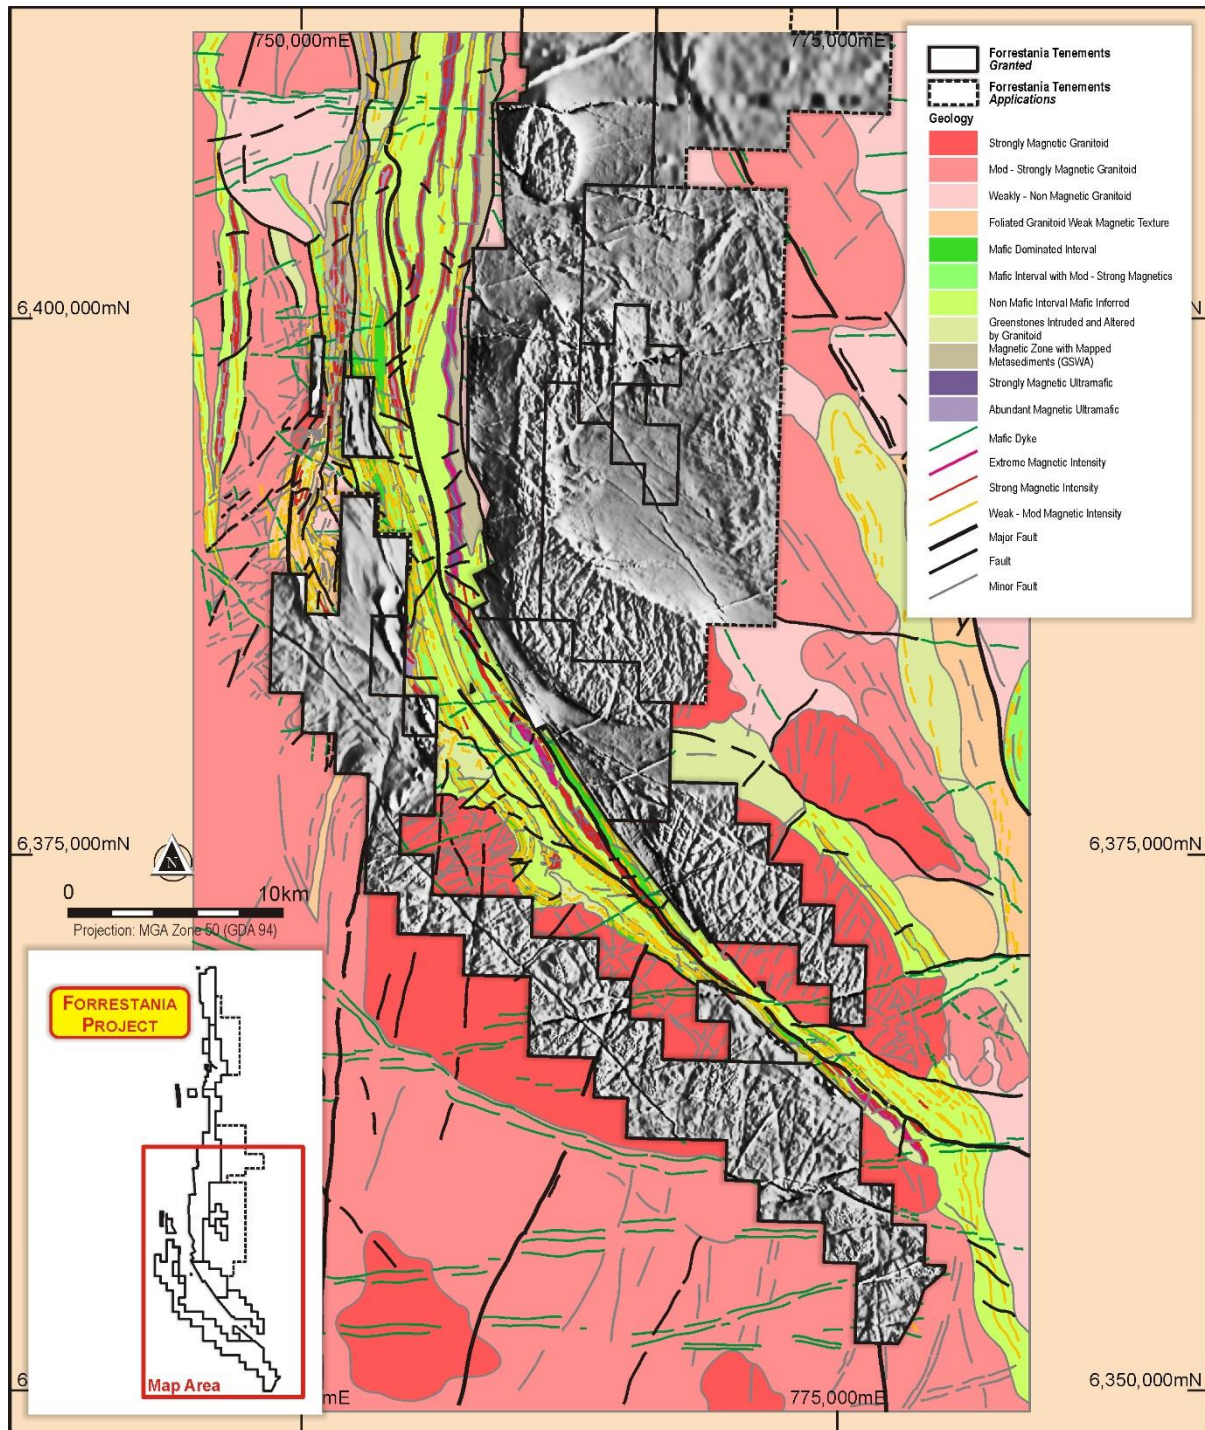 750,000mE
775,000mE
Forrestania Tenements
Granted
Forrestania Tenements
Applications
Geology
Strongly Magnetic Granitoid
Mod - Strongly Magnetic Granitoid
Weakly - Non Magnetic Granitoid
Foliated Granitoid Weak Magnetic Texture
Mafic Dominated Interval
Mafic Interval with Mod - Strong Magnetics
Non Mafic Interval Mafic Inferred
Greenstones Intruded and Altered
by Granitoid
Magnetic Zone with Mapped
Metasediments (GSWA)
Strongly Magnetic Ultramafic
Abundant Magnetic Ultramafic
Mafic Dyke
Extreme Magnetic Intensity
Strong Magnetic Intensity
Weak - Mod Magnetic Intensity
Major Fault
Fault
Minor Fault
6,400,000mN
N
6,375,000mN
6,375,000mN
N
0 10km
Projection: MGA Zone 50 (GDA 94)
FORRESTANIA
PROJECT
Map Area
6
mE
775,000mE
6,350,000mN